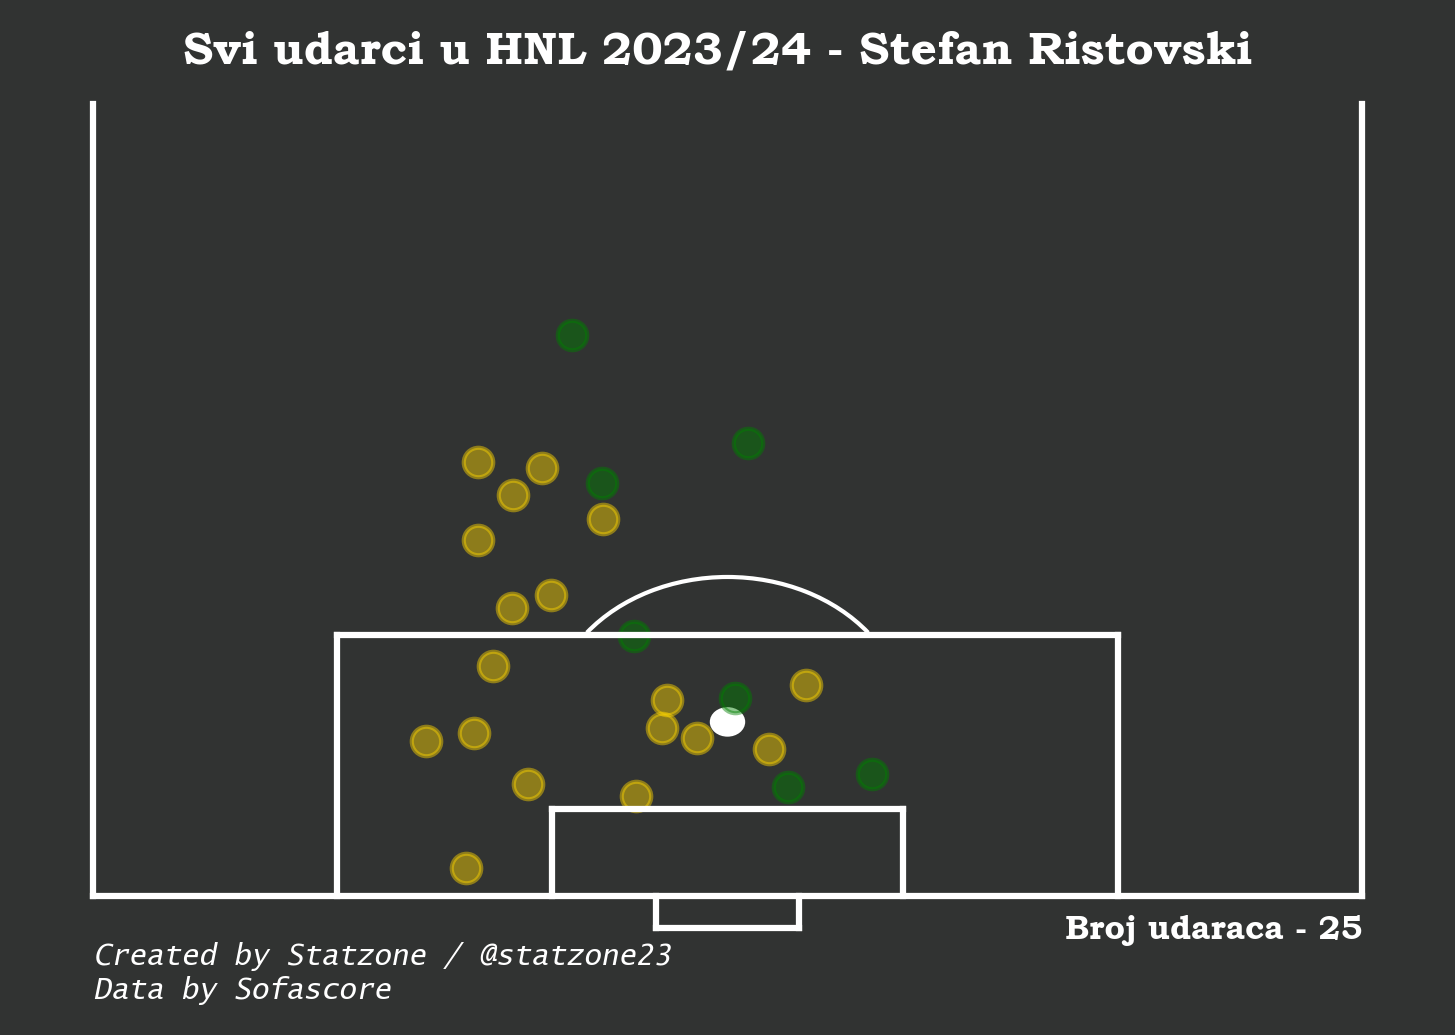 Svi udarci u HNL 2023/24 - Stefan Ristovski
Broj udaraca - 25
Created by Statzone / @statzone23
Data by Sofascore